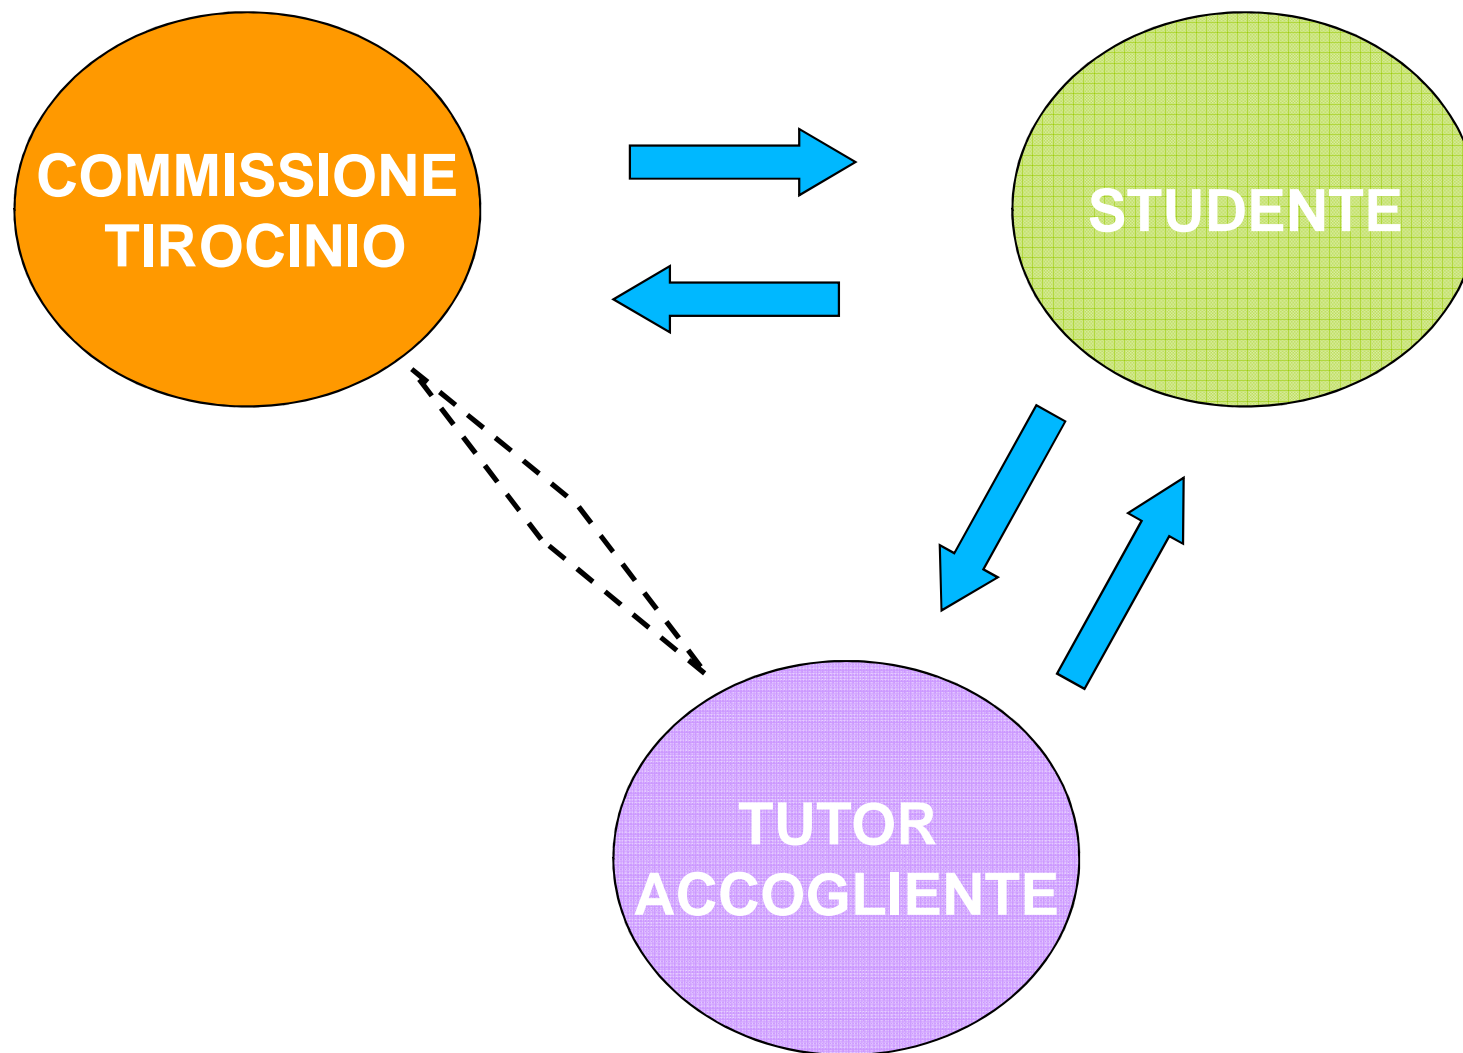 COMMISSIONE
TIROCINIO
STUDENTE
TUTOR
ACCOGLIENTE